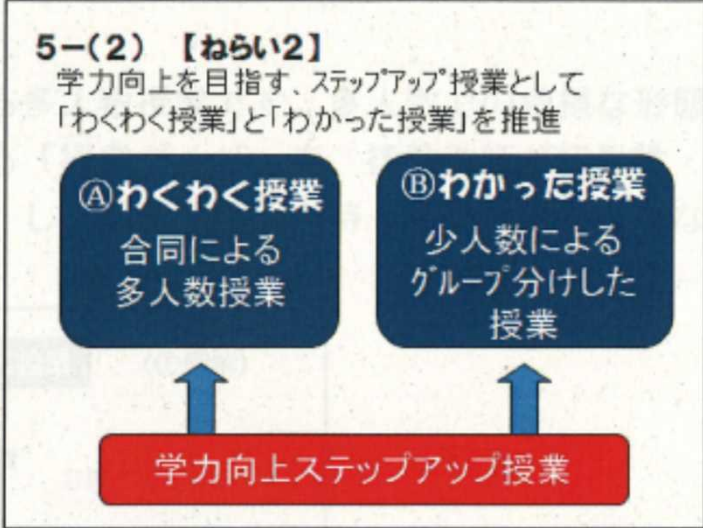 5−(2) 【ねらい2】
学力向上を目指す、ステップアップ授業として
「わくわく授業」と「わかった授業」を推進
Ⓐわくわく授業
合同による
多人数授業
Ⓑわかった授業
少人数による
グループ分けした
授業
学力向上ステップアップ授業